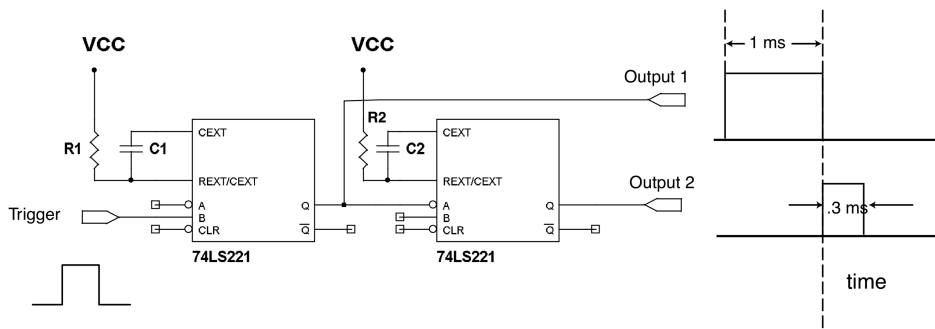 VCC
VCC
1 ms
Output 1
R2
CEXT
CEXT
R1
C1
C2
REXT/CEXT
REXT/CEXT
Output 2
.3 ms
A
Q
A
Q
Trigger
B
B
CLR
Q
CLR
Q
74LS221
74LS221
time